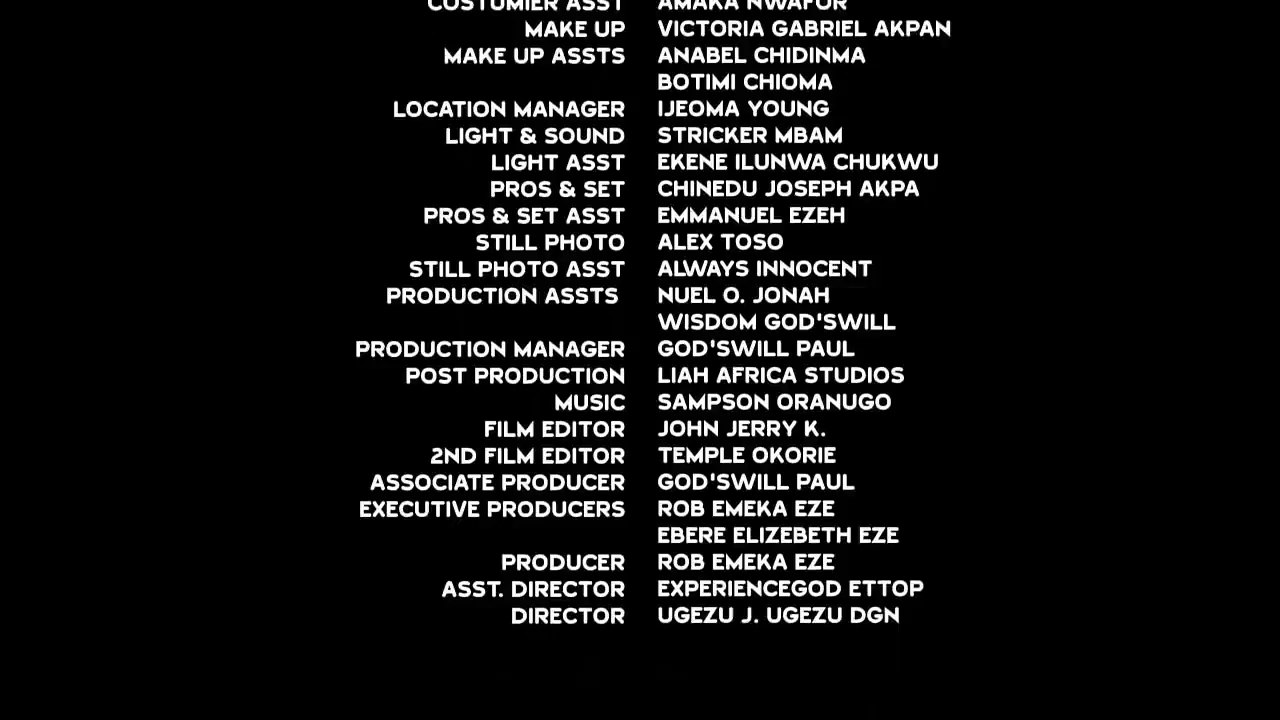 COSTUMIER ASST AMAKA NWAFOR
MAKE UP VICTORIA GABRIEL AKPAN
MAKE UP ASSTS ANABEL CHIDINMA
BOTIMI CHIOMA
LOCATION MANAGER IJEOMA YOUNG
LIGHT & SOUND STRICKER MBAM
LIGHT ASST EKENE ILUNWA CHUKWU
PROS & SET CHINEDU JOSEPH AKPA
PROS & SET ASST EMMANUEL EZEH
STILL PHOTO ALEX TOSO
STILL PHOTO ASST ALWAYS INNOCENT
PRODUCTION ASSTS NUEL O. JONAH
WISDOM GOD'SWILL
PRODUCTION MANAGER GOD'SWILL PAUL
POST PRODUCTION LIAH AFRICA STUDIOS
MUSIC SAMPSON ORANUGO
FILM EDITOR JOHN JERRY K.
2ND FILM EDITOR TEMPLE OKORIE
ASSOCIATE PRODUCER GOD'SWILL PAUL
EXECUTIVE PRODUCERS ROB EMEKA EZE
EBERE ELIZEBETH EZE
PRODUCER ROB EMEKA EZE
ASST. DIRECTOR EXPERIENCEGOD ETTOP
DIRECTOR UGEZU J. UGEZU DGN